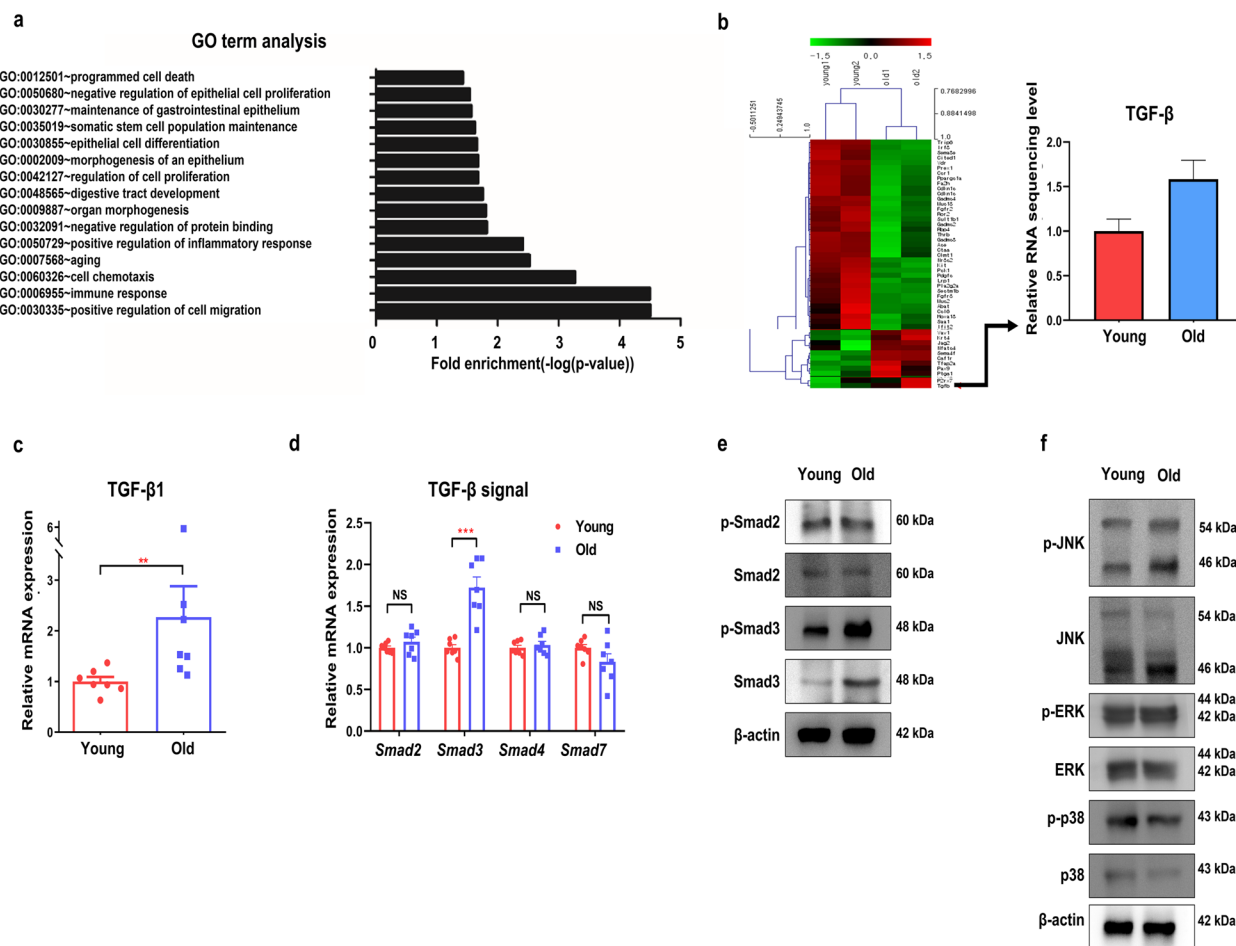 a
GO term analysis
GO:0012501~programmed cell death
GO:0050680~negative regulation of epithelial cell proliferation
GO:0030277~maintenance of gastrointestinal epithelium
GO:0035019~somatic stem cell population maintenance
GO:0030855~epithelial cell differentiation
GO:0002009~morphogenesis of an epithelium
GO:0042127~regulation of cell proliferation
GO:0048565~digestive tract development
GO:0009887~organ morphogenesis
GO:0032091~negative regulation of protein binding
GO:0050729~positive regulation of inflammatory response
GO:0007568~aging
GO:0060326~cell chemotaxis
GO:0006955~immune response
GO:0030335~positive regulation of cell migration
0 1 2 3 4 5
Fold enrichment(-log(p-value))
b
-1.5 0.0 1.5
young1 young2 old1 old2
0.7682996
0.8841498
1.0
-0.5011251
0.24943745
1.0
TGF-β
Relative RNA sequencing level
2.0
1.5
1.0
0.5
0.0
Young Old
c
TGF-β1
Relative mRNA expression
6
3
2
1
0
**
Young Old
d
TGF-β signal
Relative mRNA expression
2.5
2.0
1.5
1.0
0.5
0.0
NS
***
NS
NS
Young
Old
Smad2 Smad3 Smad4 Smad7
e
Young Old
p-Smad2 60 kDa
Smad2 60 kDa
p-Smad3 48 kDa
Smad3 48 kDa
β-actin 42 kDa
f
Young Old
p-JNK
54 kDa
46 kDa
JNK
54 kDa
46 kDa
p-ERK
44 kDa
42 kDa
ERK
44 kDa
42 kDa
p-p38 43 kDa
p38 43 kDa
β-actin 42 kDa